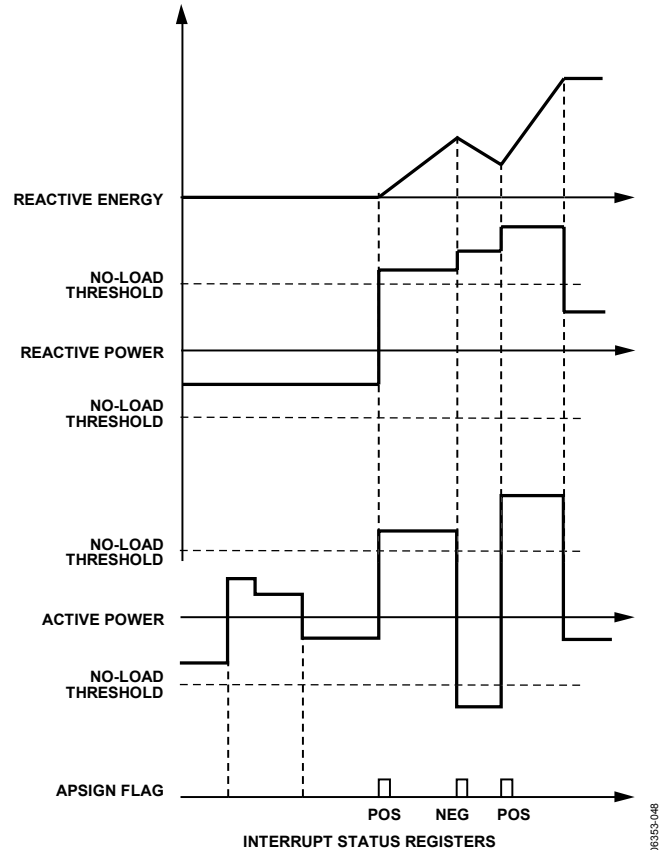 REACTIVE ENERGY
NO-LOAD
THRESHOLD
REACTIVE POWER
NO-LOAD
THRESHOLD
NO-LOAD
THRESHOLD
ACTIVE POWER
NO-LOAD
THRESHOLD
APSIGN FLAG
POS NEG POS
INTERRUPT STATUS REGISTERS
06353-048